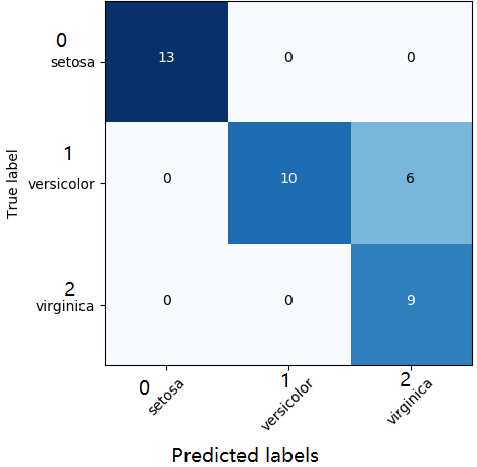 0
setosa
13 0 0
1
versicolor
0 10 6
2
virginica
0 0 9
True label
0 1 2
setosa versicolor virginica
Predicted labels